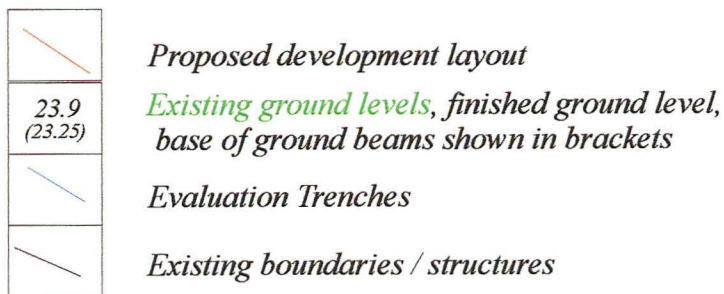 Proposed development layout
23.9 Existing ground levels, finished ground level,
(23.25) base of ground beams shown in brackets
Evaluation Trenches
Existing boundaries / structures